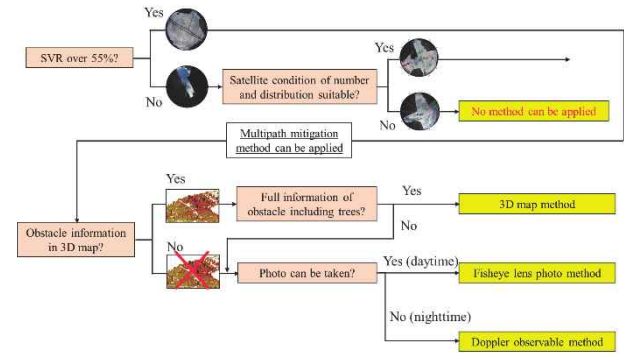 Yes
SVR over 55%?
No
Satellite condition of number
and distribution suitable?
Yes
No
No method can be applied
Multipath mitigation
method can be applied
Obstacle information
in 3D map?
Yes
Full information of
obstacle including trees?
Yes
No
3D map method
No
Photo can be taken?
Yes (daytime)
Fisheye lens photo method
No (nighttime)
Doppler observable method